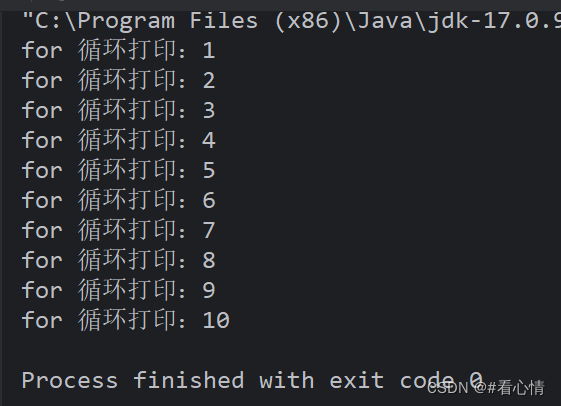 "C:\Program Files (x86)\Java\jdk-17.0.9
for 循环打印：1
for 循环打印：2
for 循环打印：3
for 循环打印：4
for 循环打印：5
for 循环打印：6
for 循环打印：7
for 循环打印：8
for 循环打印：9
for 循环打印：10
Process finished with exit code 0
CSDN @#看心情